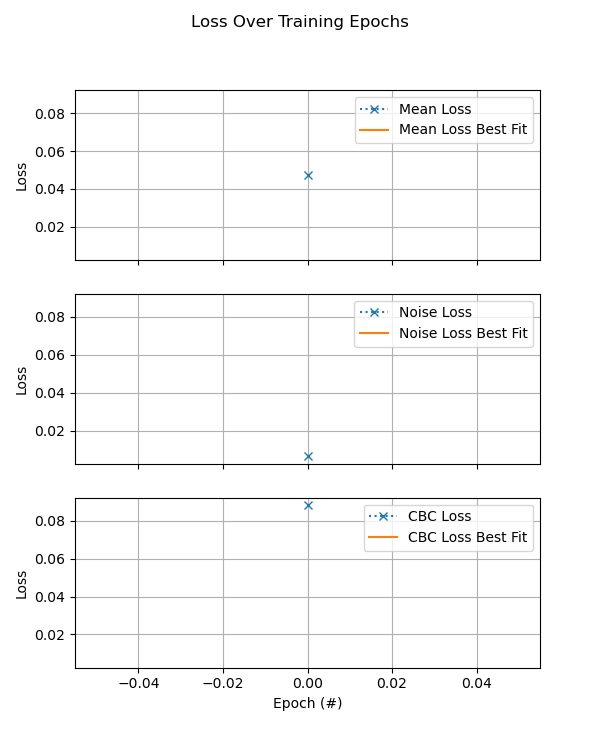 Loss Over Training Epochs
Loss
0.08
0.06
0.04
0.02
Mean Loss
Mean Loss Best Fit
Loss
0.08
0.06
0.04
0.02
Noise Loss
Noise Loss Best Fit
Loss
0.08
0.06
0.04
0.02
CBC Loss
CBC Loss Best Fit
−0.04 −0.02 0.00 0.02 0.04
Epoch (#)